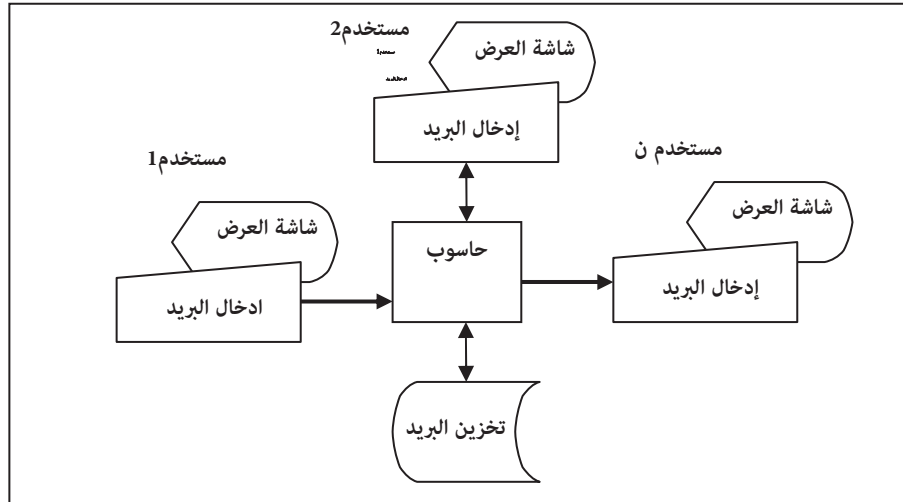 مستخدم2
شاشة العرض
إدخال البريد
مستخدم1
شاشة العرض
ادخال البريد
حاسوب
مستخدم ن
شاشة العرض
إدخال البريد
تخزين البريد